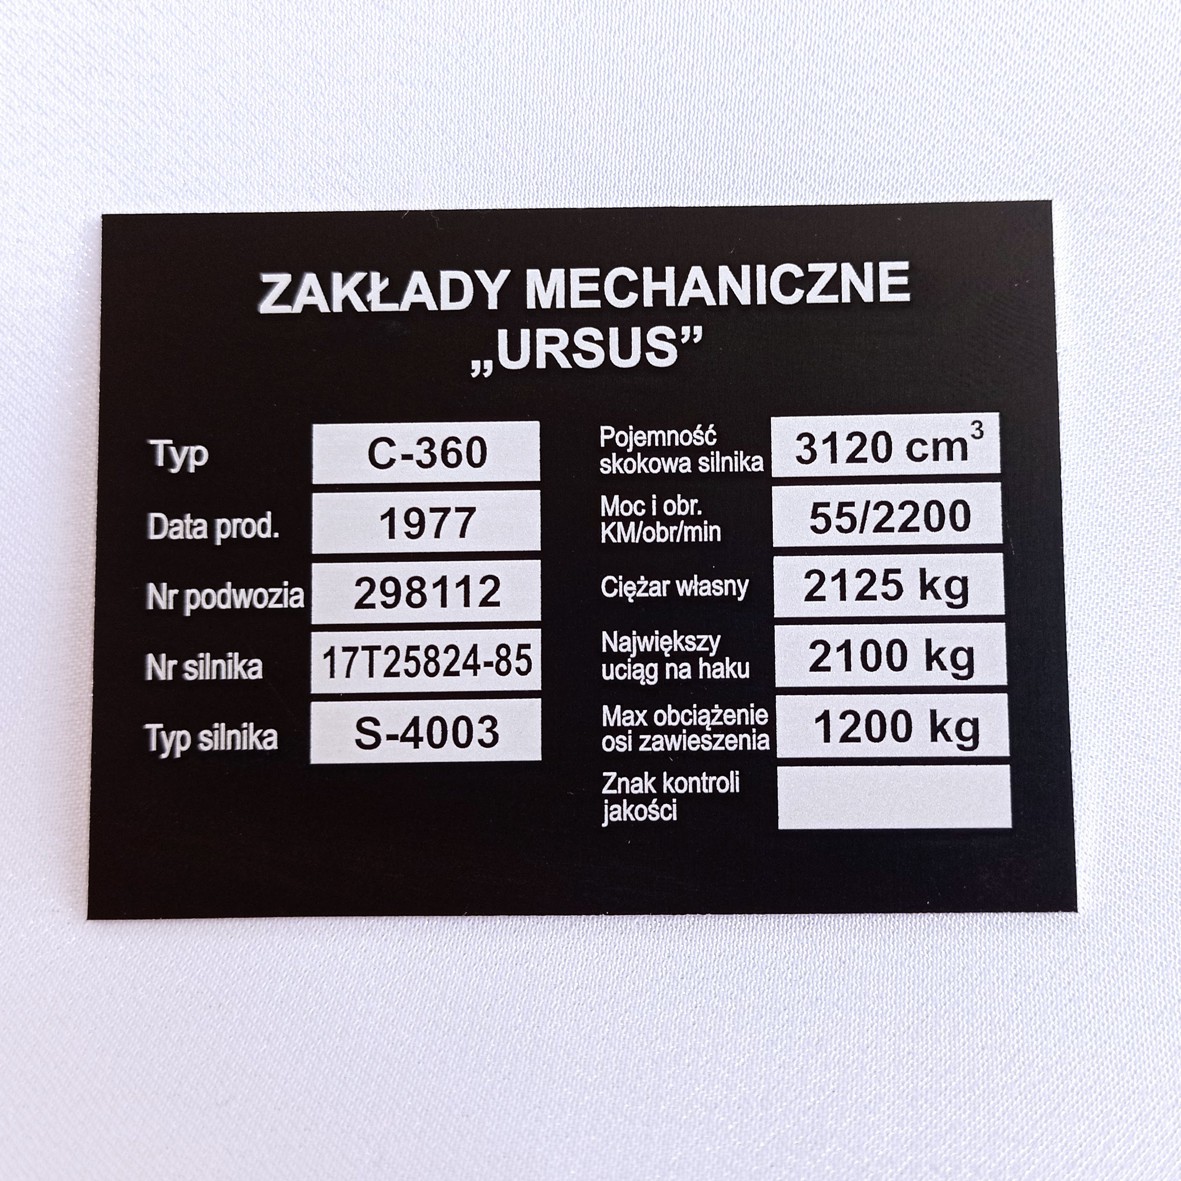 ZAKŁADY MECHANICZNE
„URSUS”
Typ C-360
Data prod. 1977
Nr podwozia 298112
Nr silnika 17T25824-85
Typ silnika S-4003
Pojemność
skokowa silnika 3120 cm³
Moc i obr.
KM/obr/min 55/2200
Ciężar własny 2125 kg
Największy
uciąg na haku 2100 kg
Max obciążenie
osi zawieszenia 1200 kg
Znak kontroli
jakości